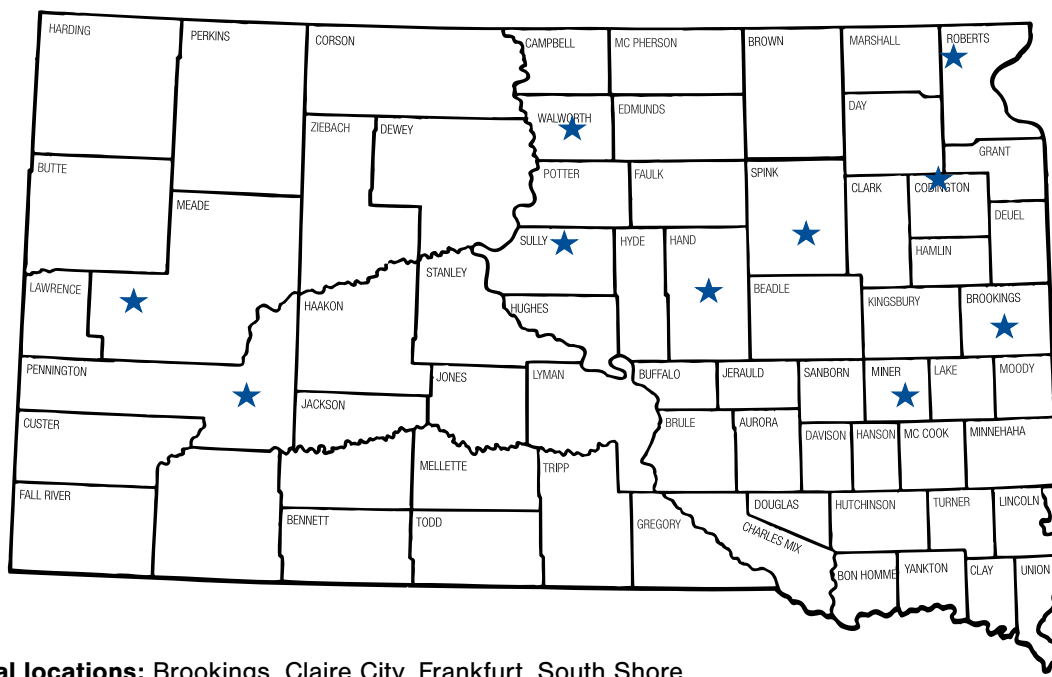 HARDING
PERKINS
CORSON
CAMPBELL
MC PHERSON
BROWN
MARSHALL
ROBERTS
WALWORTH
EDMUNDS
DAY
GRANT
ZIEBACH
DEWEY
BUTTE
MEADE
POTTER
FAULK
SPINK
CLARK
CODINGTON
DEUEL
SULLY
HYDE
HAND
HAMLIN
LAWRENCE
STANLEY
HAAKON
HUGHES
BEADLE
KINGSBURY
BROOKINGS
PENNINGTON
JACKSON
JONES
LYMAN
BUFFALO
JERAULD
SANBORN
MINER
LAKE
MOODY
CUSTER
BRULE
AURORA
DAVISON
HANSON
MC COOK
MINNEHAHA
FALL RIVER
MELLETTE
TRIPP
BENNETT
TODD
GREGORY
DOUGLAS
CHARLES MIX
HUTCHINSON
TURNER
LINCOLN
BON HOMME
YANKTON
CLAY
UNION
al locations: Brookings, Claire City, Frankfurt, South Shore